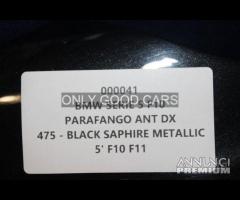 000041
ONLY GOOD CARS
BMW SERIE 5 F10
PARAFANGO ANT DX
475 - BLACK SAPHIRE METALLIC
5' F10 F11
ANNUNCI
PREMIUM